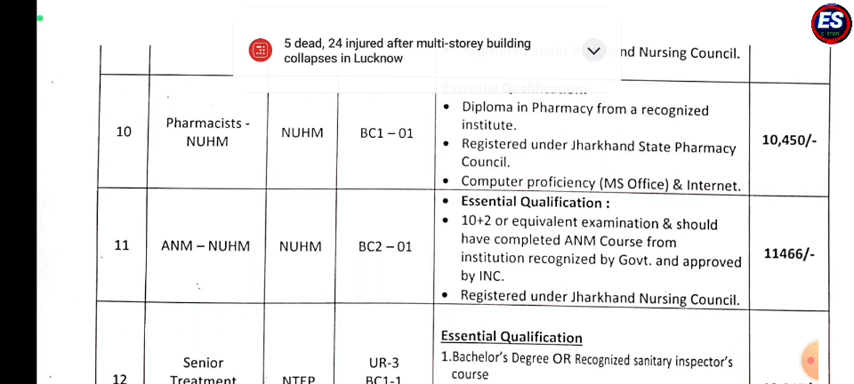 ES
5 dead, 24 injured after multi-storey building
collapses in Lucknow
nd Nursing Council.
Essential Qualification:
10
Pharmacists -
NUHM
NUHM
BC1 – 01
• Diploma in Pharmacy from a recognized
institute.
• Registered under Jharkhand State Pharmacy
Council.
• Computer proficiency (MS Office) & Internet.
10,450/-
11
ANM – NUHM
NUHM
BC2 – 01
• Essential Qualification :
• 10+2 or equivalent examination & should
have completed ANM Course from
institution recognized by Govt. and approved
by INC.
• Registered under Jharkhand Nursing Council.
11466/-
12
Senior
Treatment
NTEP
UR-3
BC1-1
Essential Qualification
1.Bachelor's Degree OR Recognized sanitary inspector's
course